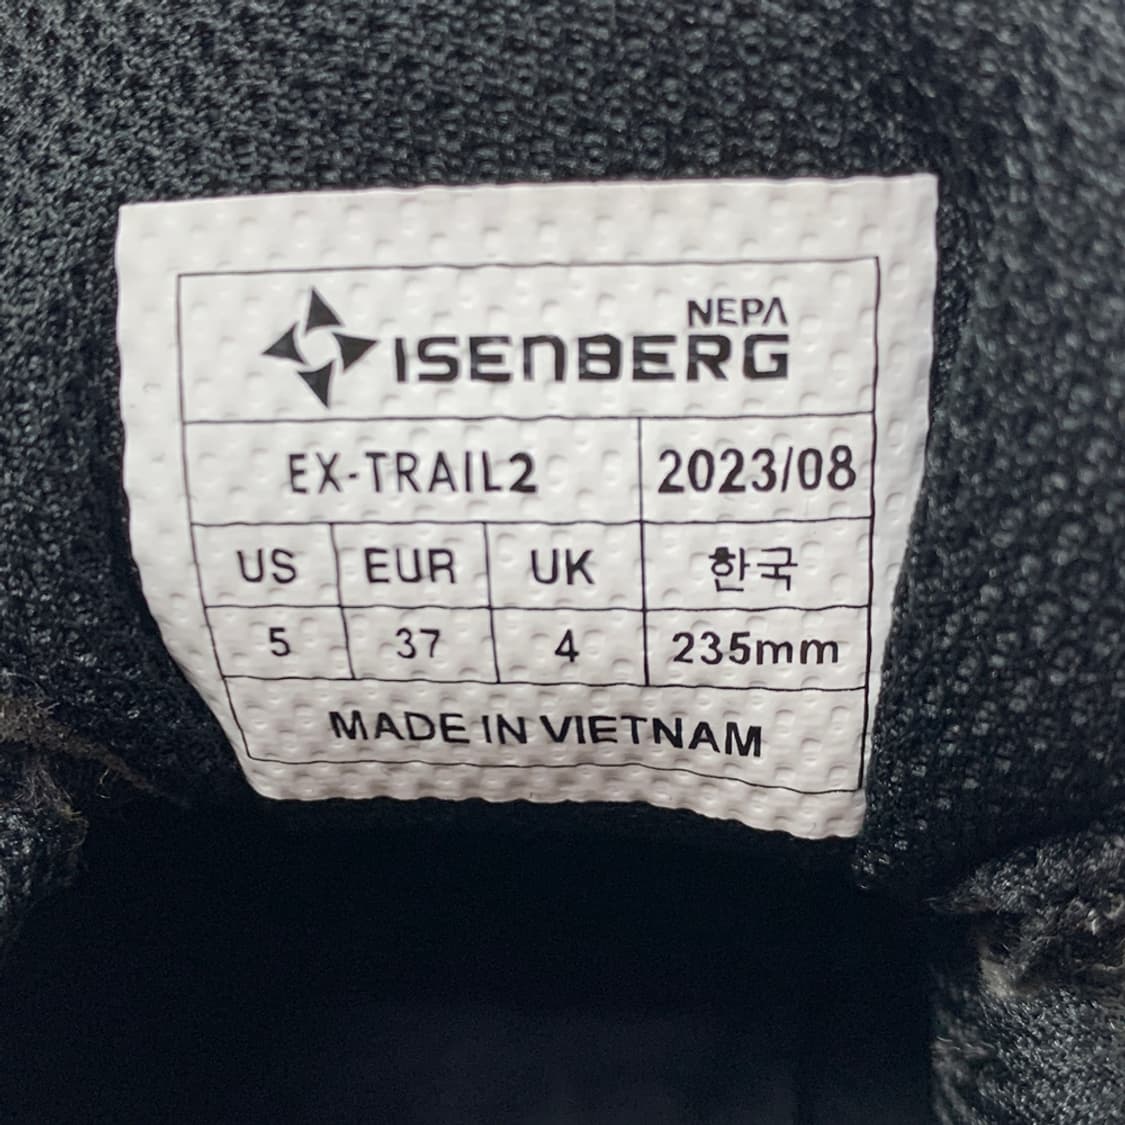 NEPA
ISENBERG
EX-TRAIL2 2023/08
US EUR UK 한국
5 37 4 235mm
MADE IN VIETNAM